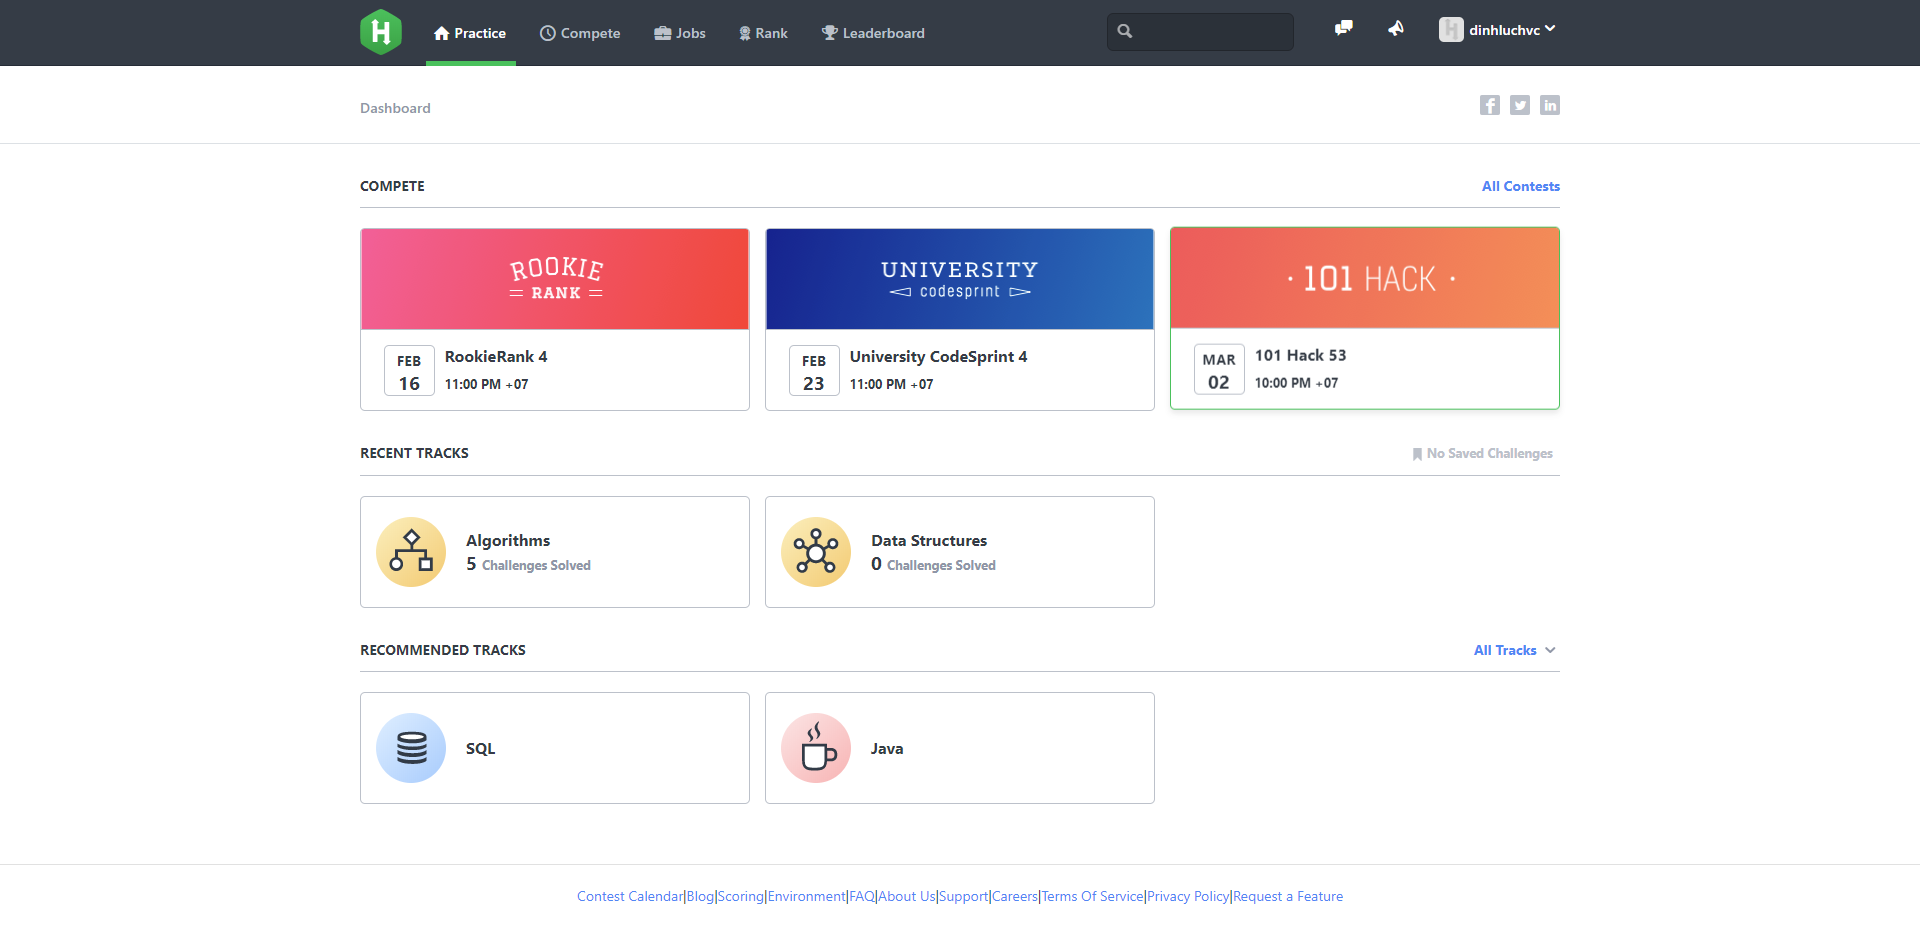 Practice
Compete
Jobs
Rank
Leaderboard
dinhluchvc
Dashboard
COMPETE
All Contests
ROOKIE
RANK
UNIVERSITY
codesprint
· 101 HACK ·
FEB
16
RookieRank 4
11:00 PM +07
FEB
23
University CodeSprint 4
11:00 PM +07
MAR
02
101 Hack 53
10:00 PM +07
RECENT TRACKS
No Saved Challenges
Algorithms
5 Challenges Solved
Data Structures
0 Challenges Solved
RECOMMENDED TRACKS
All Tracks
SQL
Java
Contest Calendar|Blog|Scoring|Environment|FAQ|About Us|Support|Careers|Terms Of Service|Privacy Policy|Request a Feature